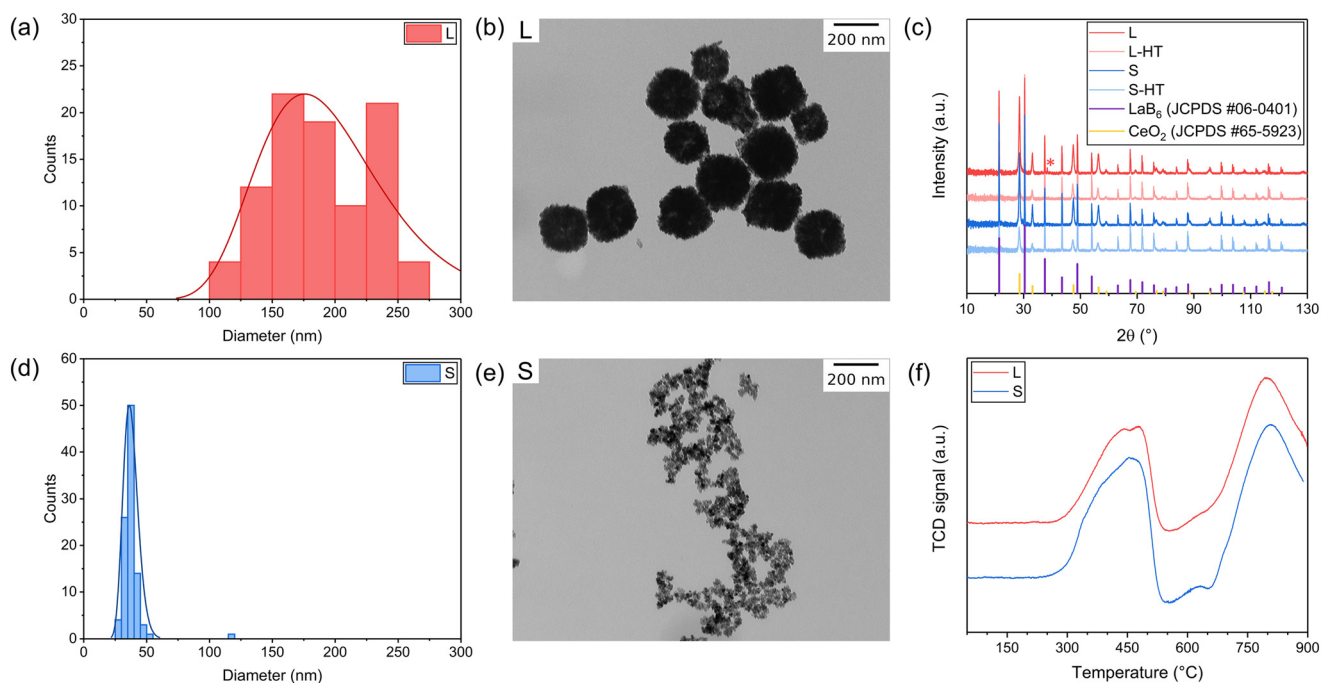 (a)
30
25
20
15
10
5
0
Counts
L
0 50 100 150 200 250 300
Diameter (nm)
(b)
L
200 nm
(c)
Intensity (a.u.)
L
L-HT
S
S-HT
LaB₆ (JCPDS #06-0401)
CeO₂ (JCPDS #65-5923)
*
10 30 50 70 90 110 130
2θ (°)
(d)
60
50
40
30
20
10
0
Counts
S
0 50 100 150 200 250 300
Diameter (nm)
(e)
S
200 nm
(f)
TCD signal (a.u.)
L
S
150 300 450 600 750 900
Temperature (°C)